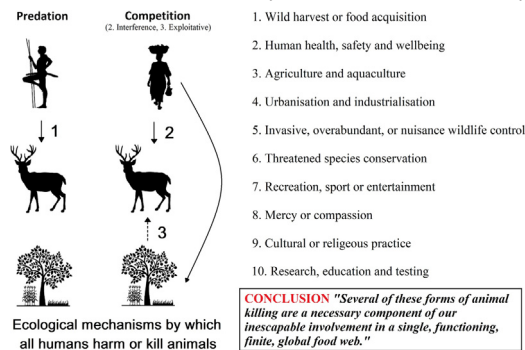 Predation
Competition
(2. Interference, 3. Exploitative)
1
2
3
Ecological mechanisms by which
all humans harm or kill animals
1. Wild harvest or food acquisition
2. Human health, safety and wellbeing
3. Agriculture and aquaculture
4. Urbanisation and industrialisation
5. Invasive, overabundant, or nuisance wildlife control
6. Threatened species conservation
7. Recreation, sport or entertainment
8. Mercy or compassion
9. Cultural or religeous practice
10. Research, education and testing
CONCLUSION "Several of these forms of animal
killing are a necessary component of our
inescapable involvement in a single, functioning,
finite, global food web."